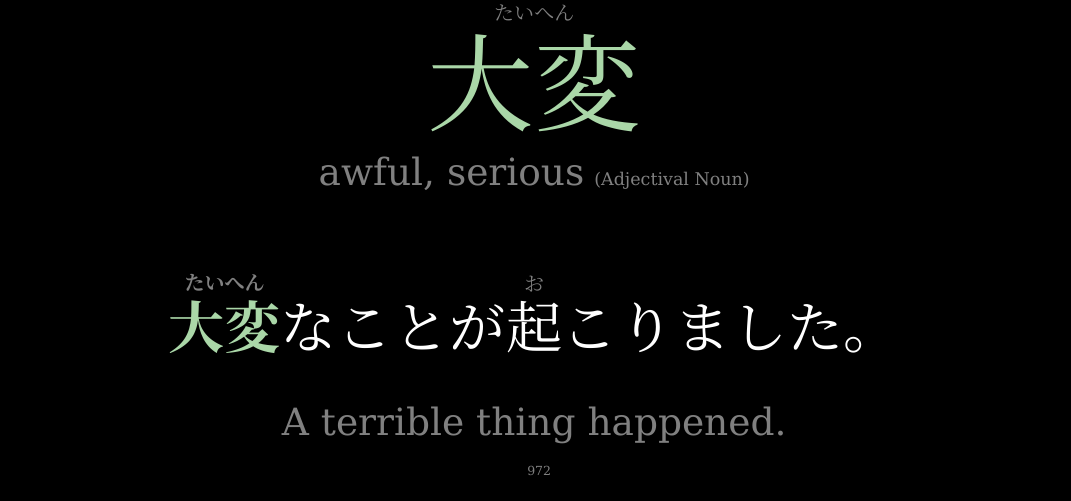 たいへん
大変
awful, serious (Adjectival Noun)
たいへん お
大変なことが起こりました。
A terrible thing happened.
972